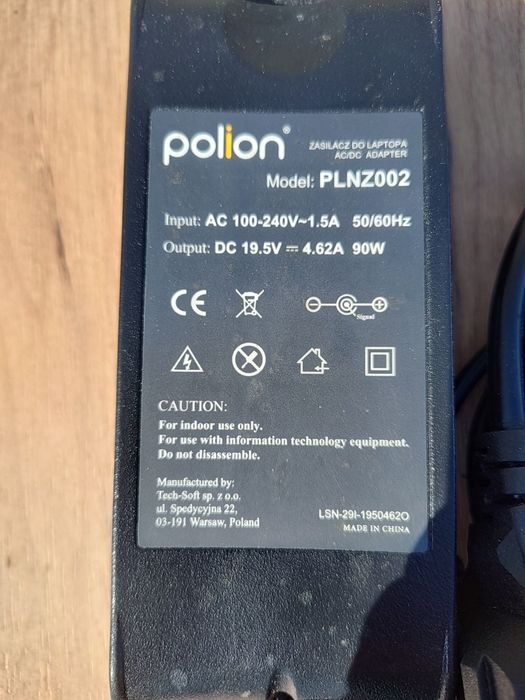 polion®
ZASILACZ DO LAPTOPA
AC/DC ADAPTER
Model: PLNZ002
Input: AC 100-240V~1.5A 50/60Hz
Output: DC 19.5V ⎓ 4.62A 90W
CE
Signal
CAUTION:
For indoor use only.
For use with information technology equipment.
Do not disassemble.
Manufactured by:
Tech-Soft sp. z o.o.
ul. Spedycyjna 22,
03-191 Warsaw, Poland
LSN-29I-1950462O
MADE IN CHINA